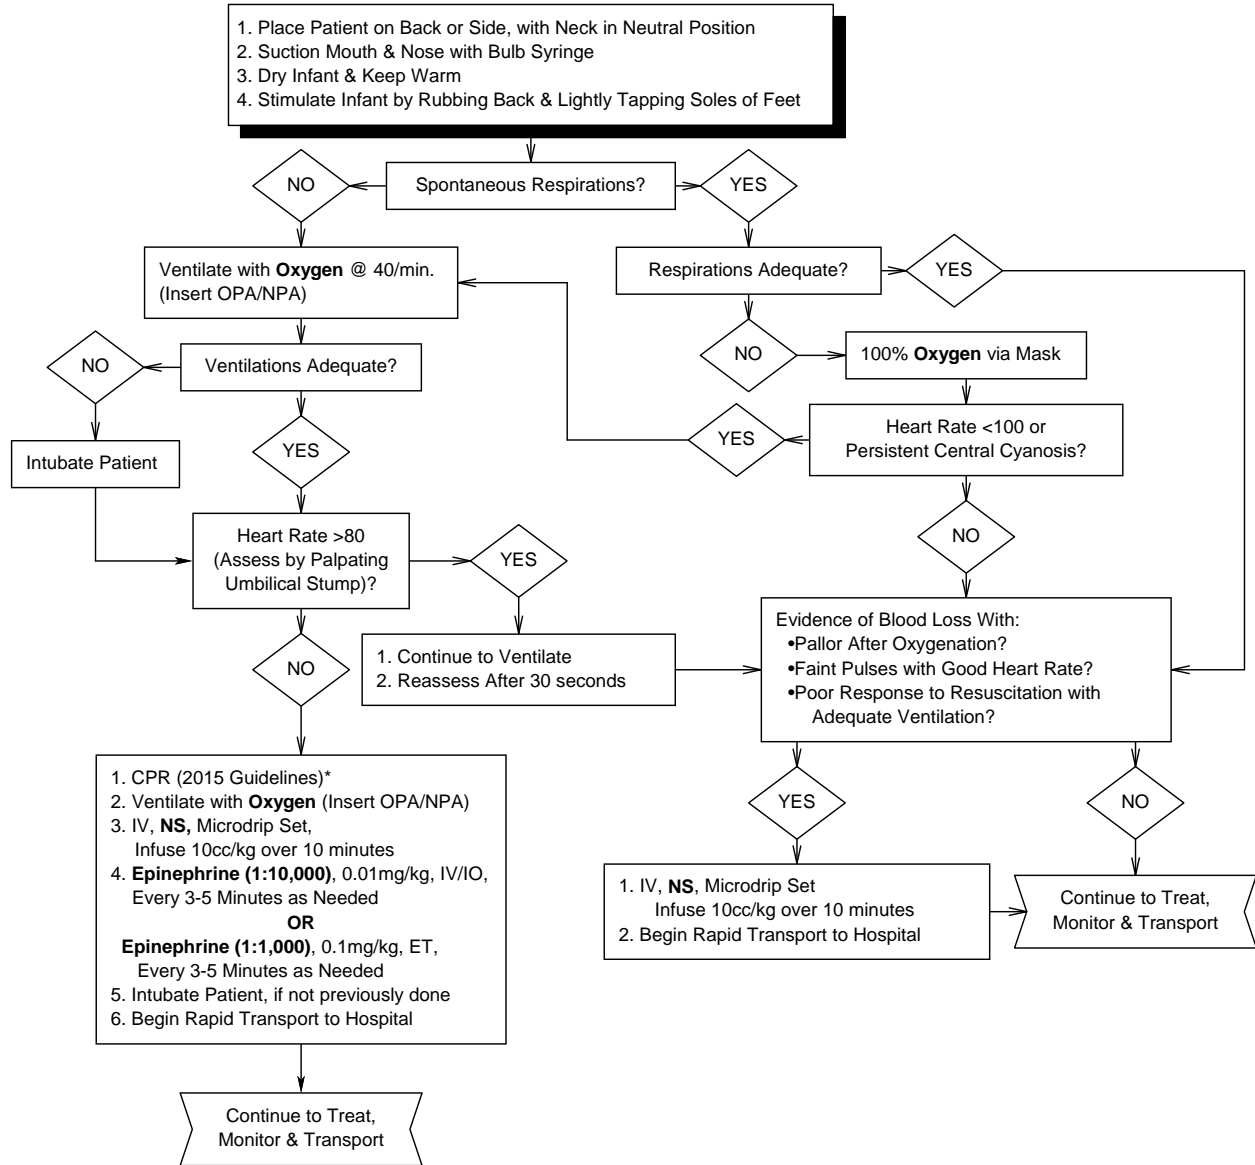 1. Place Patient on Back or Side, with Neck in Neutral Position
2. Suction Mouth & Nose with Bulb Syringe
3. Dry Infant & Keep Warm
4. Stimulate Infant by Rubbing Back & Lightly Tapping Soles of Feet
NO
Spontaneous Respirations?
YES
Ventilate with Oxygen @ 40/min.
(Insert OPA/NPA)
Respirations Adequate?
YES
NO
Ventilations Adequate?
NO
100% Oxygen via Mask
YES
Heart Rate <100 or
Persistent Central Cyanosis?
YES
Intubate Patient
NO
Heart Rate >80
(Assess by Palpating
Umbilical Stump)?
YES
Evidence of Blood Loss With:
•Pallor After Oxygenation?
•Faint Pulses with Good Heart Rate?
•Poor Response to Resuscitation with
Adequate Ventilation?
NO
1. Continue to Ventilate
2. Reassess After 30 seconds
1. CPR (2015 Guidelines)*
2. Ventilate with Oxygen (Insert OPA/NPA)
3. IV, NS, Microdrip Set,
Infuse 10cc/kg over 10 minutes
4. Epinephrine (1:10,000), 0.01mg/kg, IV/IO,
Every 3-5 Minutes as Needed
OR
Epinephrine (1:1,000), 0.1mg/kg, ET,
Every 3-5 Minutes as Needed
5. Intubate Patient, if not previously done
6. Begin Rapid Transport to Hospital
YES
NO
1. IV, NS, Microdrip Set
Infuse 10cc/kg over 10 minutes
2. Begin Rapid Transport to Hospital
Continue to Treat,
Monitor & Transport
Continue to Treat,
Monitor & Transport